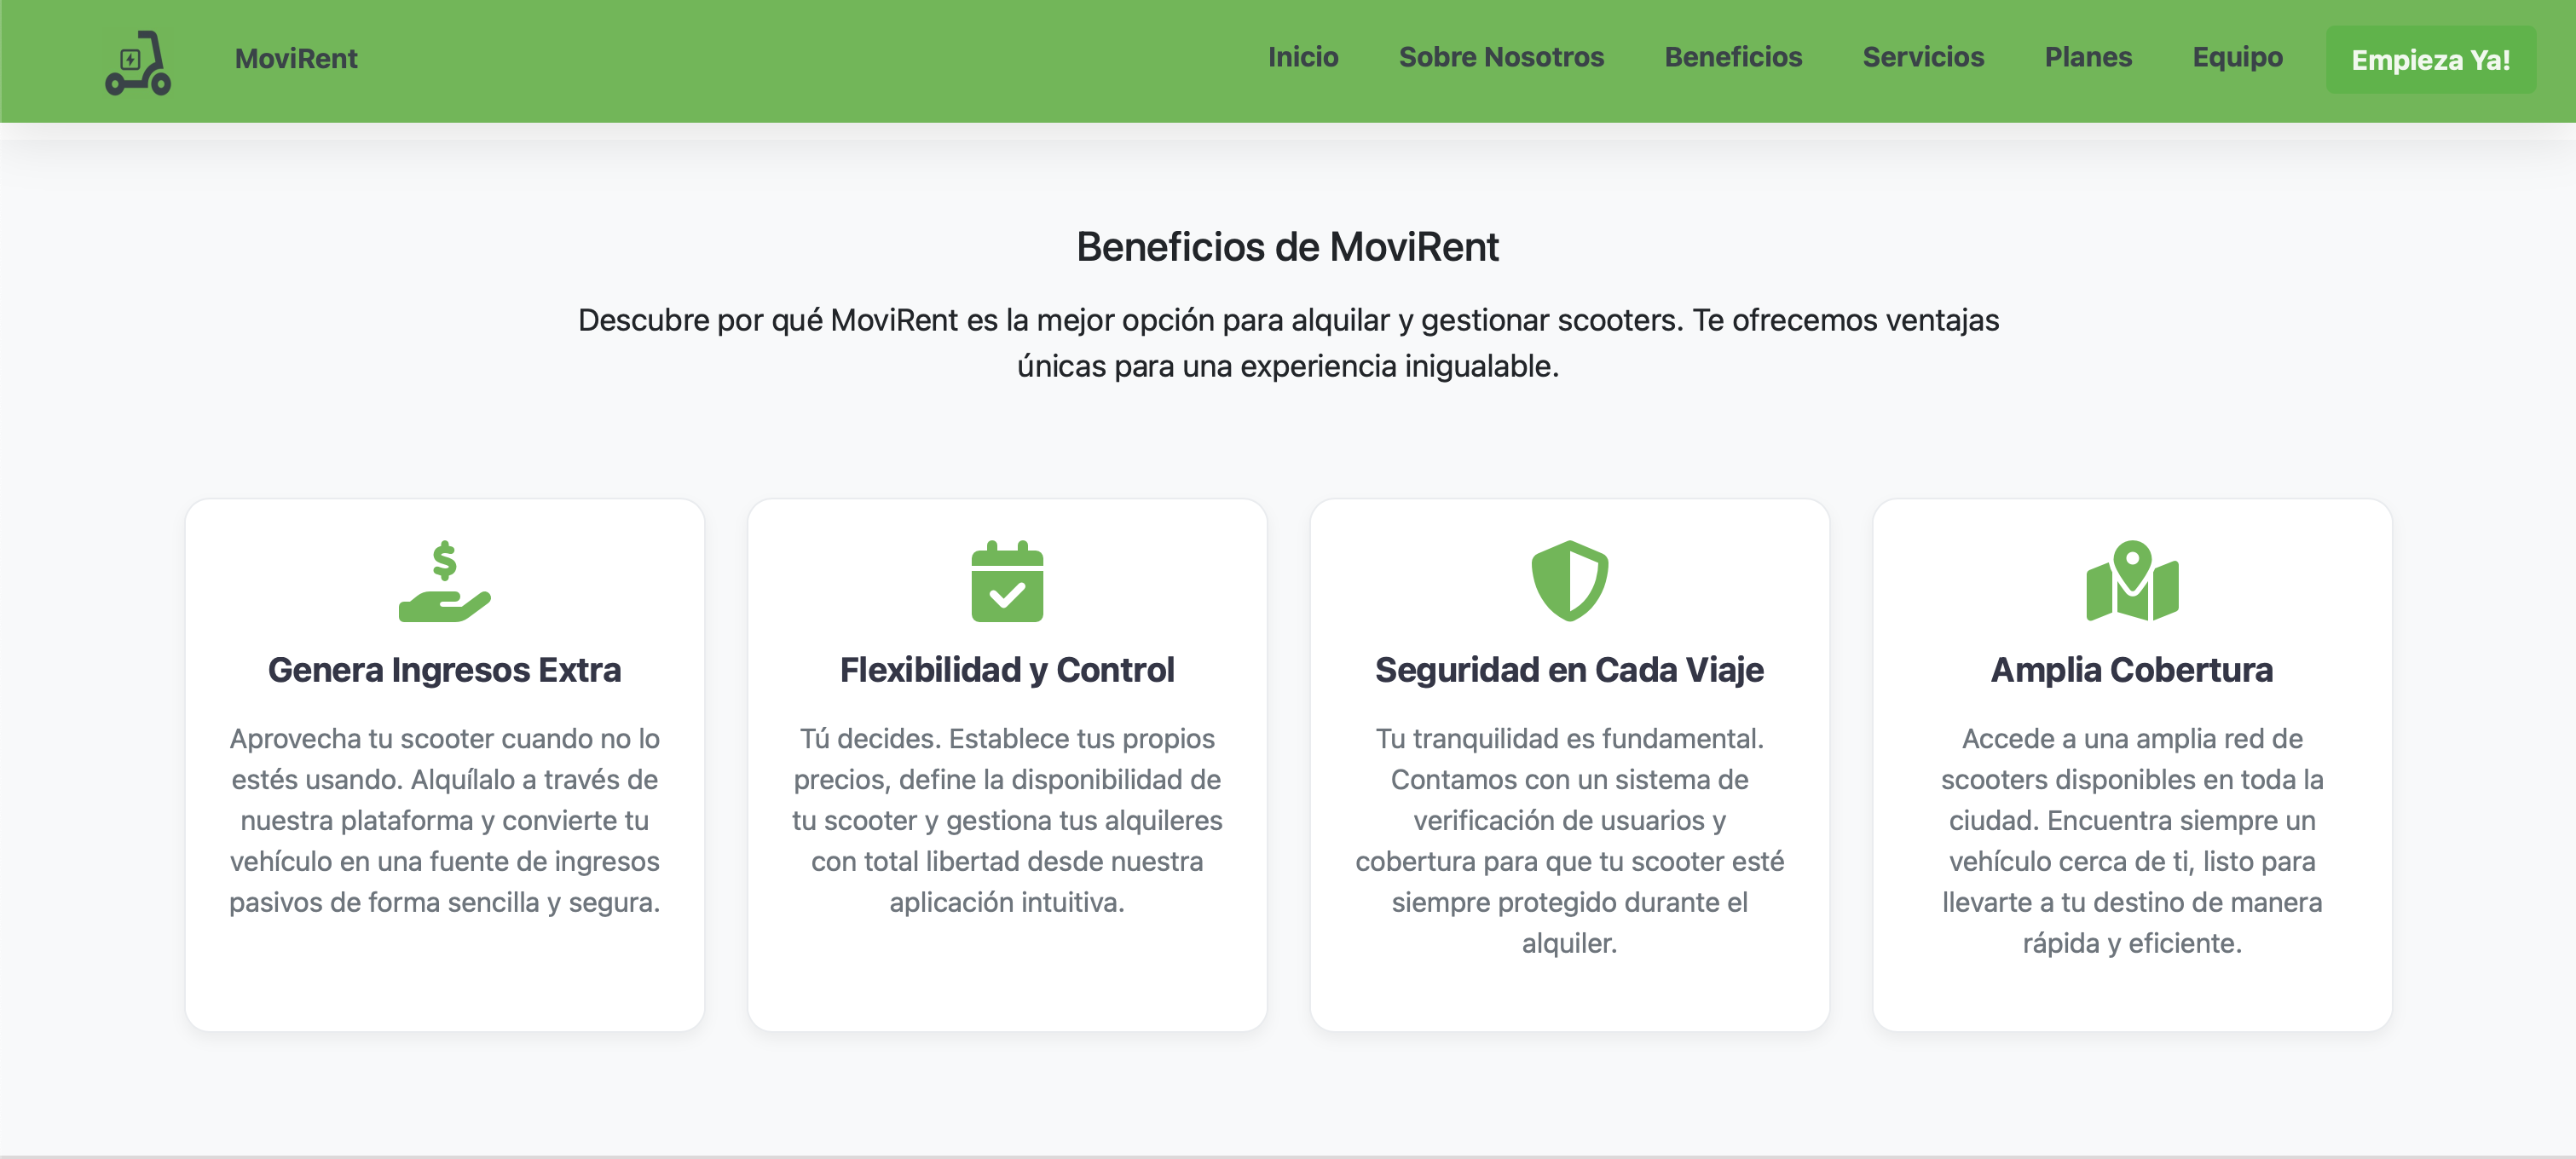 MoviRent
Inicio
Sobre Nosotros
Beneficios
Servicios
Planes
Equipo
Empieza Ya!
Beneficios de MoviRent
Descubre por qué MoviRent es la mejor opción para alquilar y gestionar scooters. Te ofrecemos ventajas
únicas para una experiencia inigualable.
$
Genera Ingresos Extra
Aprovecha tu scooter cuando no lo
estés usando. Alquílalo a través de
nuestra plataforma y convierte tu
vehículo en una fuente de ingresos
pasivos de forma sencilla y segura.
Flexibilidad y Control
Tú decides. Establece tus propios
precios, define la disponibilidad de
tu scooter y gestiona tus alquileres
con total libertad desde nuestra
aplicación intuitiva.
Seguridad en Cada Viaje
Tu tranquilidad es fundamental.
Contamos con un sistema de
verificación de usuarios y
cobertura para que tu scooter esté
siempre protegido durante el
alquiler.
Amplia Cobertura
Accede a una amplia red de
scooters disponibles en toda la
ciudad. Encuentra siempre un
vehículo cerca de ti, listo para
llevarte a tu destino de manera
rápida y eficiente.